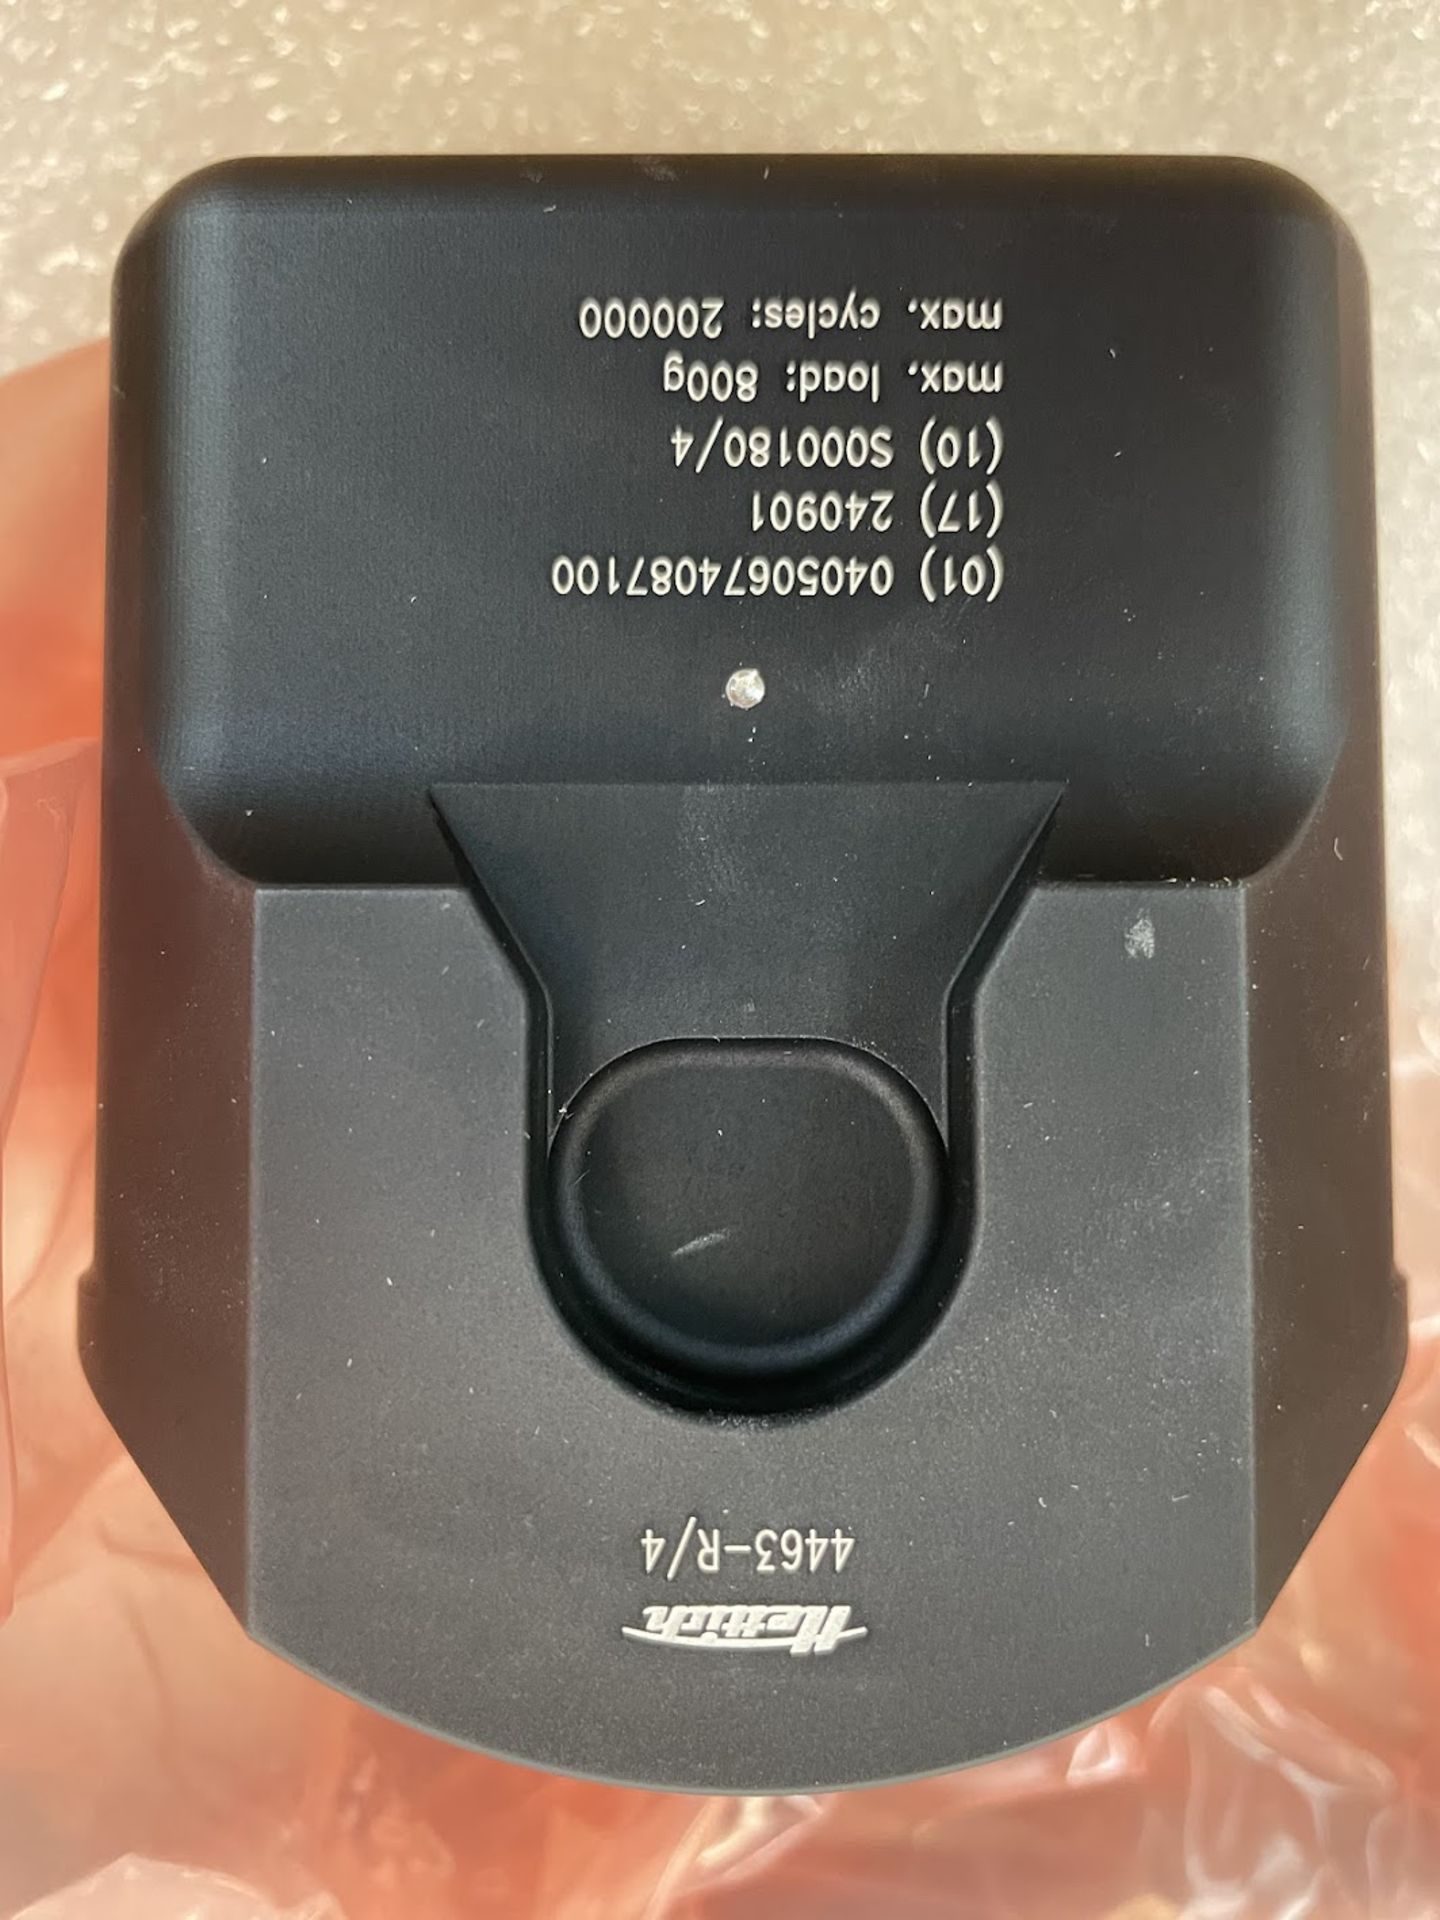 Hettich
4463-R/4
(01) 04050674087100
(17) 240901
(10) S000180/4
max. load: 800g
max. cycles: 200000